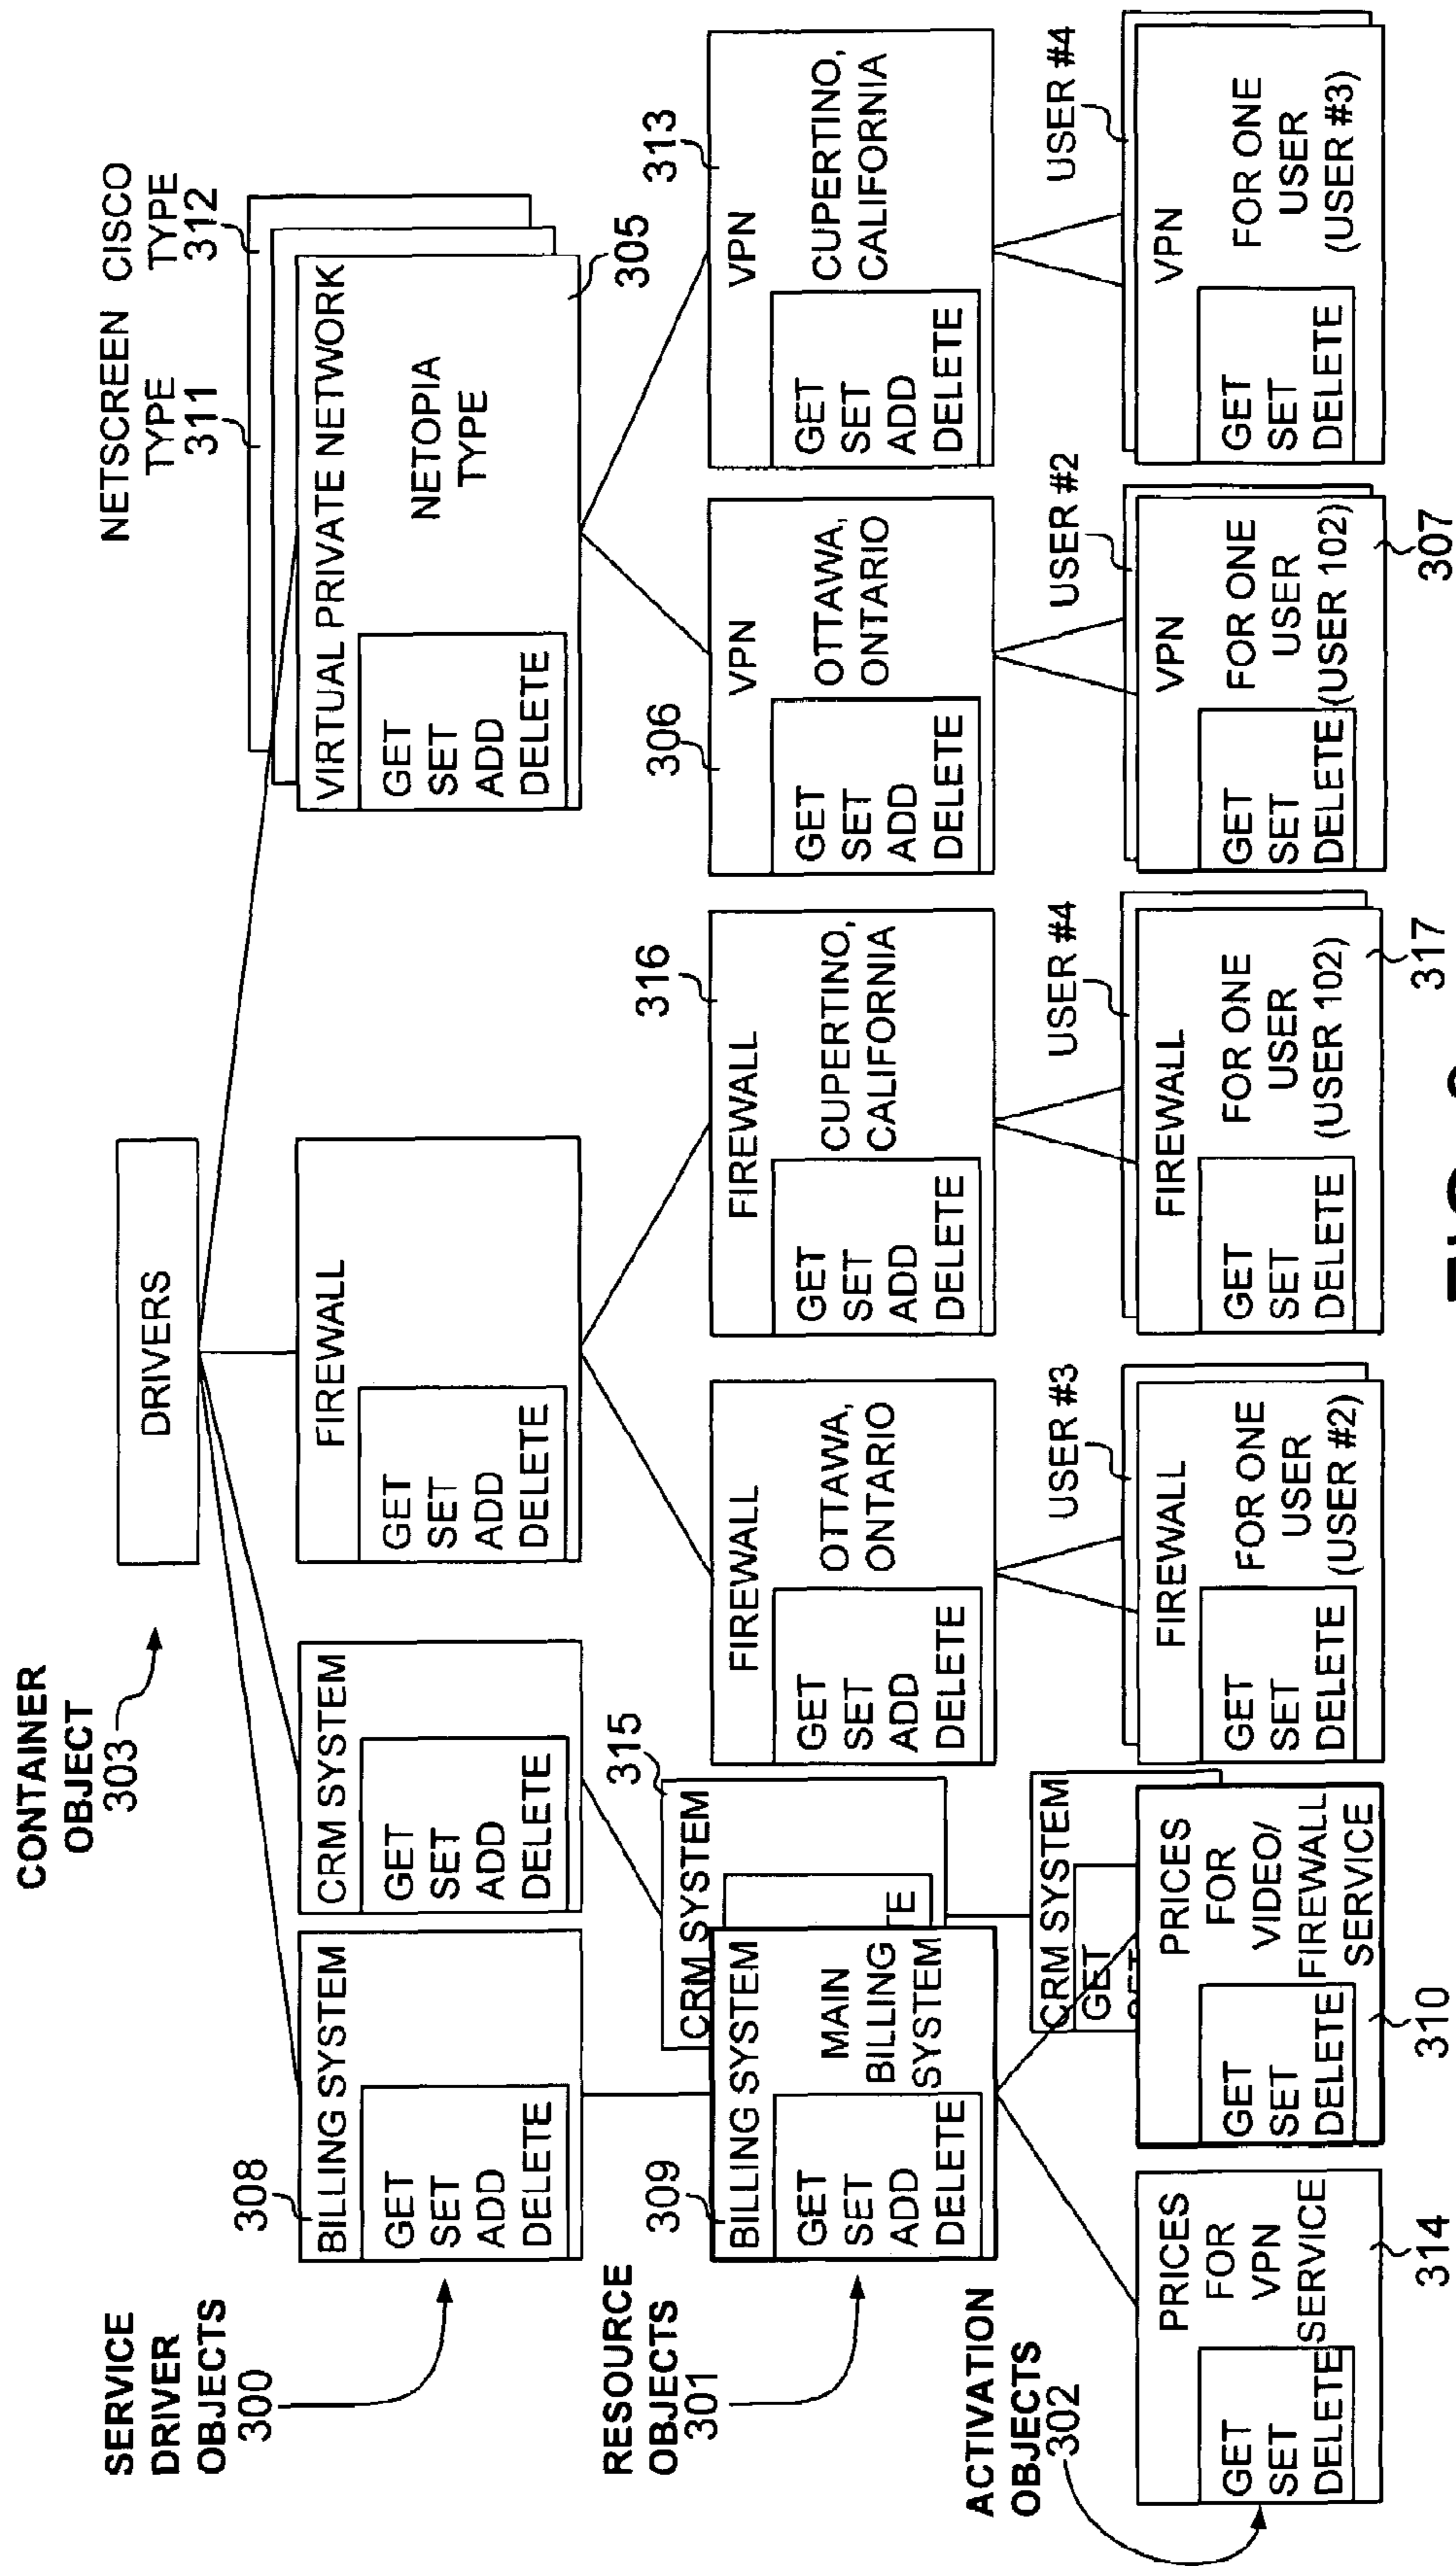 CONTAINER
OBJECT
303
DRIVERS
SERVICE
DRIVER
OBJECTS
300
308
BILLING SYSTEM
GET
SET
ADD
DELETE
CRM SYSTEM
GET
SET
ADD
DELETE
FIREWALL
GET
SET
ADD
DELETE
NETSCREEN
TYPE
311
CISCO
TYPE
312
VIRTUAL PRIVATE NETWORK
NETOPIA
TYPE
GET
SET
ADD
DELETE
305
RESOURCE
OBJECTS
301
309
BILLING SYSTEM
MAIN
BILLING
SYSTEM
GET
SET
ADD
DELETE
315
CRM SYSTEM
TE
FIREWALL
OTTAWA,
ONTARIO
GET
SET
ADD
DELETE
316
FIREWALL
CUPERTINO,
CALIFORNIA
GET
SET
ADD
DELETE
306
VPN
OTTAWA,
ONTARIO
GET
SET
ADD
DELETE
313
VPN
CUPERTINO,
CALIFORNIA
GET
SET
ADD
DELETE
ACTIVATION
OBJECTS
302
PRICES
FOR
VPN
SERVICE
GET
SET
DELETE
314
CRM SYSTEM
GET
PRICES
FOR
VIDEO/
FIREWALL
SERVICE
GET
SET
DELETE
310
USER #3
FIREWALL
FOR ONE
USER
(USER #2)
GET
SET
DELETE
USER #4
FIREWALL
FOR ONE
USER
(USER 102)
GET
SET
DELETE
317
USER #2
VPN
FOR ONE
USER
(USER 102)
GET
SET
DELETE
307
USER #4
VPN
FOR ONE
USER
(USER #3)
GET
SET
DELETE